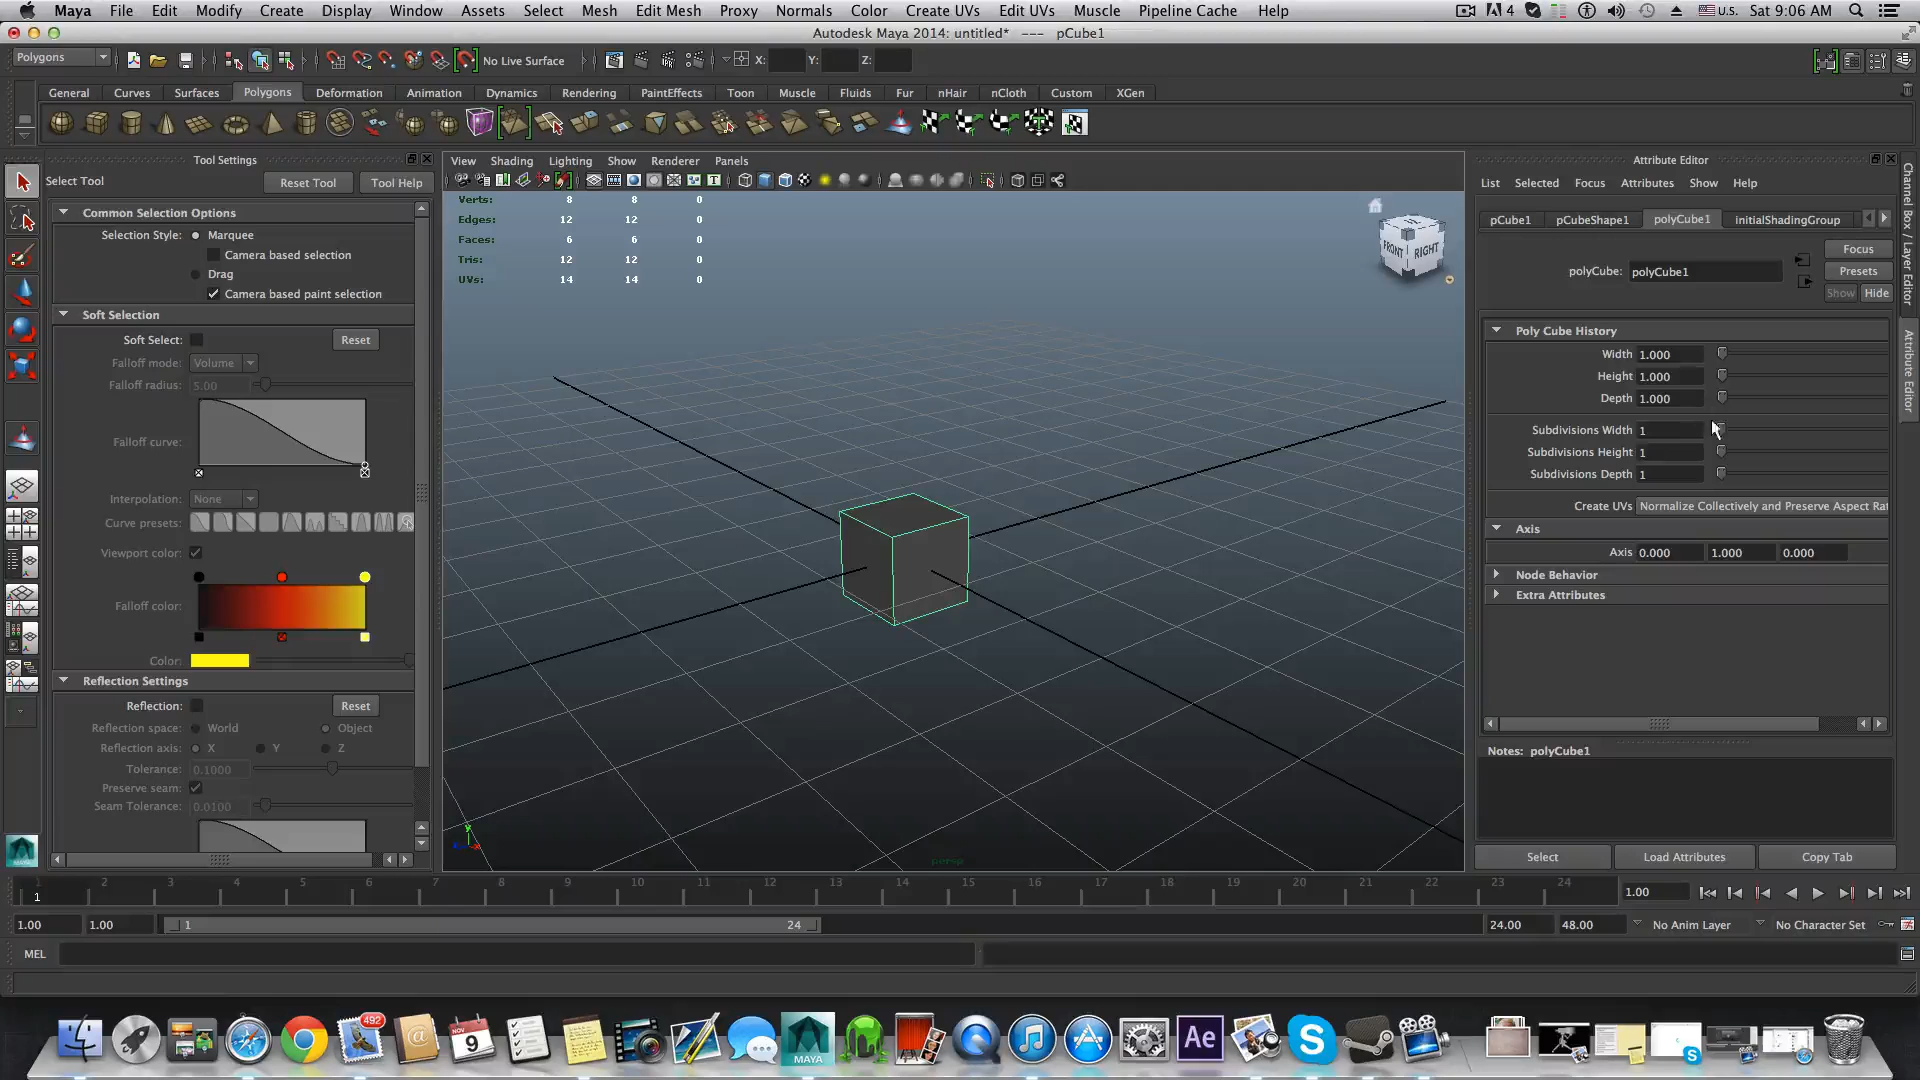 Maya File Edit Modify Create Display Window Assets Select Mesh Edit Mesh Proxy Normals Color Create UVs Edit UVs Muscle Pipeline Cache Help 4 U.S. Sat 9:06 AM
Autodesk Maya 2014: untitled* --- pCube1
Polygons No Live Surface X: Y: Z:
General Curves Surfaces Polygons Deformation Animation Dynamics Rendering PaintEffects Toon Muscle Fluids Fur nHair nCloth Custom XGen
Tool Settings
Select Tool Reset Tool Tool Help
Common Selection Options
Selection Style: Marquee
Camera based selection
Drag
Camera based paint selection
Soft Selection
Soft Select: Reset
Falloff mode: Volume
Falloff radius: 5.00
Falloff curve:
Interpolation: None
Curve presets:
Viewport color:
Falloff color:
Color:
Reflection Settings
Reflection: Reset
Reflection space: World Object
Reflection axis: X Y Z
Tolerance: 0.1000
Preserve seam:
Seam Tolerance: 0.0100
View Shading Lighting Show Renderer Panels
Verts: 8 8 0
Edges: 12 12 0
Faces: 6 6 0
Tris: 12 12 0
UVs: 14 14 0
FRONT RIGHT
persp
Attribute Editor
List Selected Focus Attributes Show Help
pCube1 pCubeShape1 polyCube1 initialShadingGroup
Focus
polyCube: polyCube1 Presets
Show Hide
Poly Cube History
Width 1.000
Height 1.000
Depth 1.000
Subdivisions Width 1
Subdivisions Height 1
Subdivisions Depth 1
Create UVs Normalize Collectively and Preserve Aspect Rat
Axis
Axis 0.000 1.000 0.000
Node Behavior
Extra Attributes
Notes: polyCube1
Select Load Attributes Copy Tab
Channel Box / Layer Editor
Attribute Editor
1 2 3 4 5 6 7 8 9 10 11 12 13 14 15 16 17 18 19 20 21 22 23 24
1 1.00
1.00 1.00 1 24 24.00 48.00 No Anim Layer No Character Set
MEL
492 NOV 9 MAYA Ae